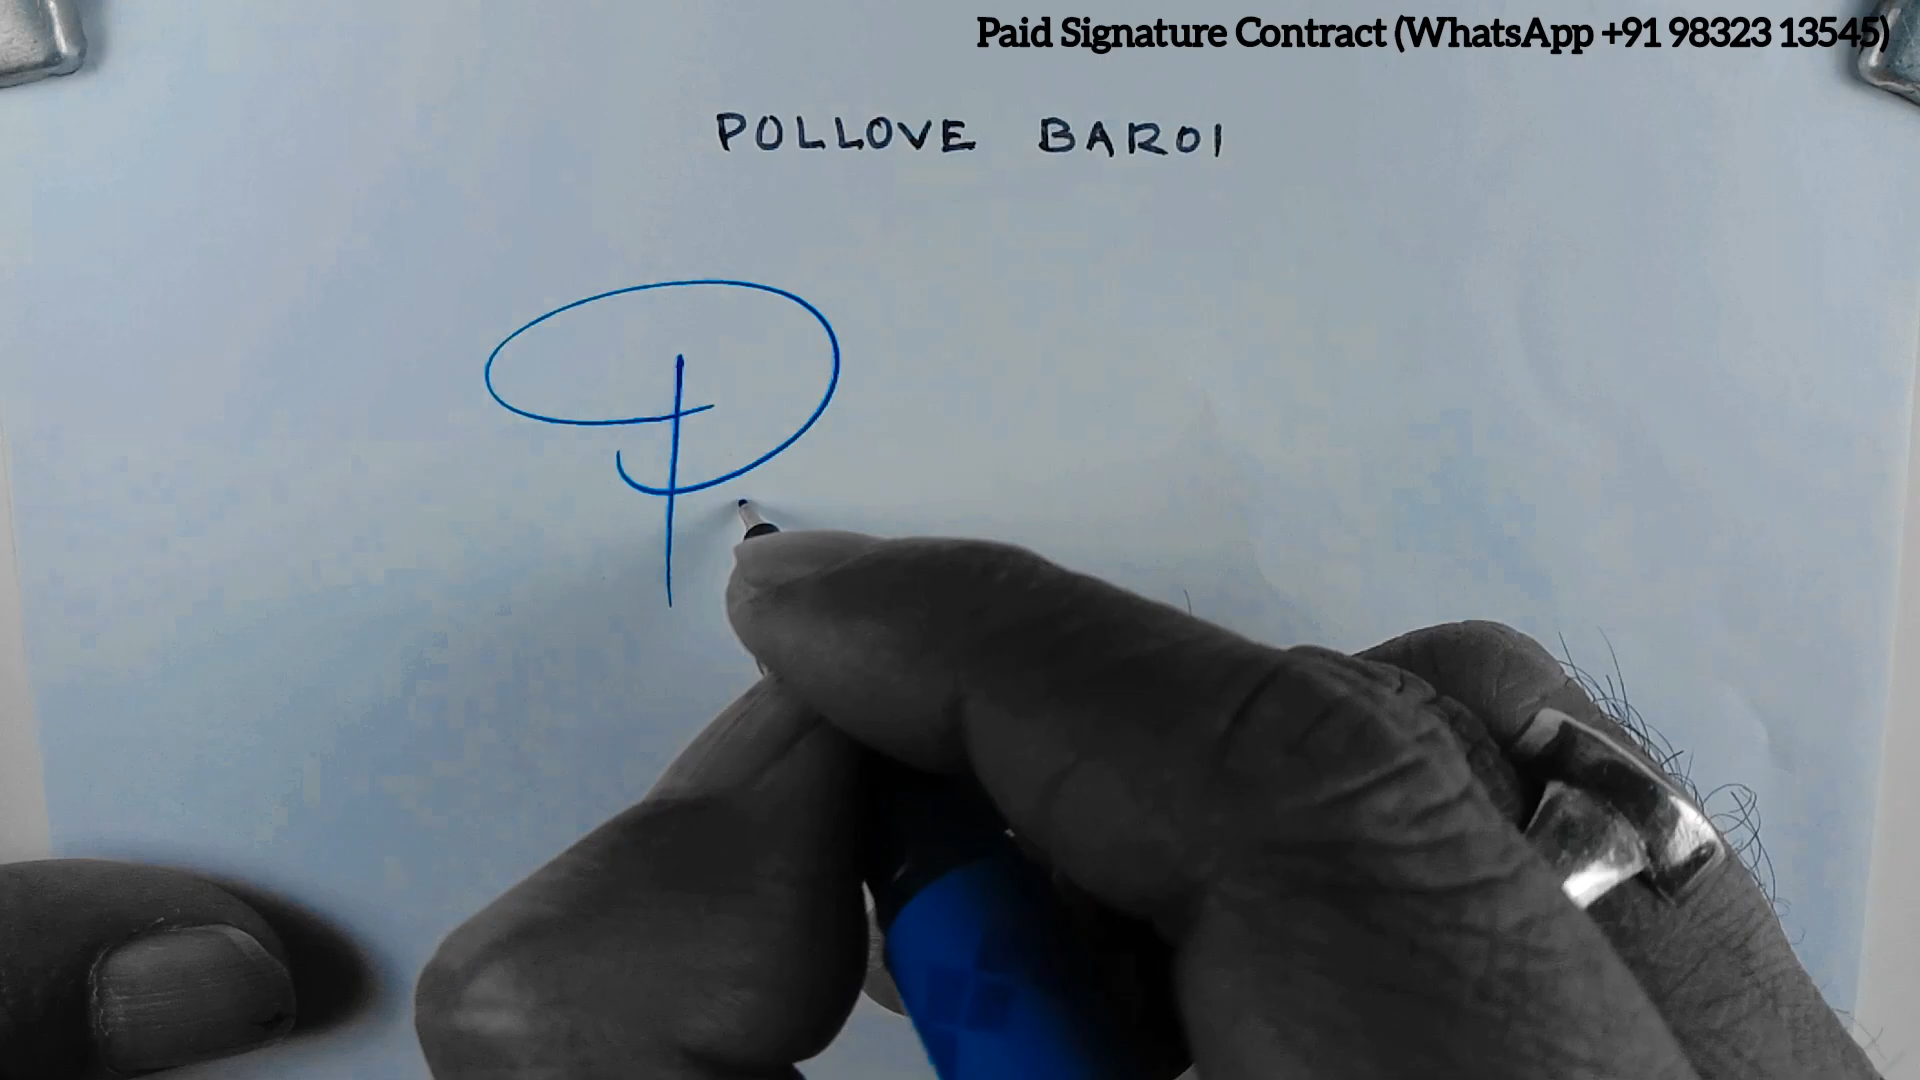 Paid Signature Contract (WhatsApp +91 98323 13545)
POLLOVE BAROI
P